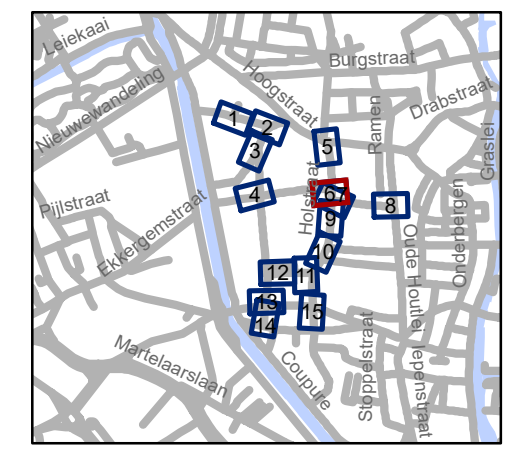 Leiekaai
Burgstraat
Hoogstraat
Nieuwewandeling
Drabstraat
Ramen
Graslei
1
2
3
5
Holstraat
4
6
7
8
9
Pijlstraat
Ekkergemstraat
Onderbergen
10
Oude Houtlei
12
11
13
15
14
Martelaarslaan
Coupure
Stoppelstraat
Iepenstraat